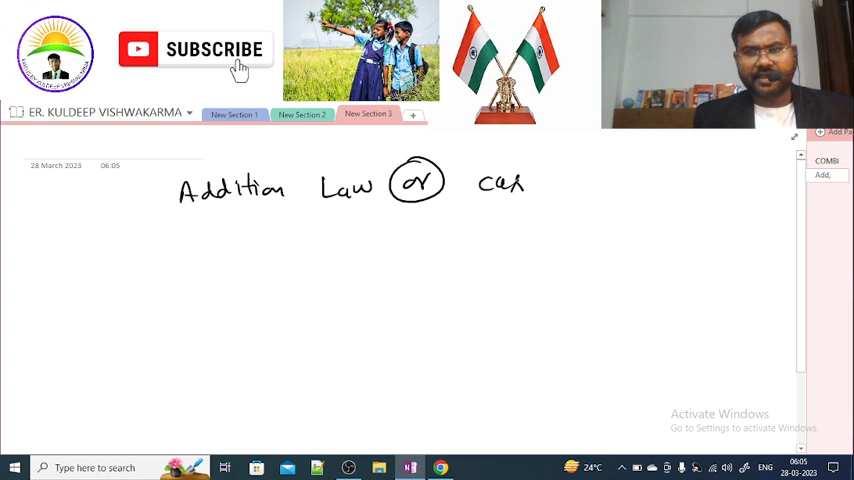 SUBSCRIBE
ER. KULDEEP VISHWAKARMA
New Section 1
New Section 2
New Section 3
+
Add Pa
28 March 2023 06:05
COMBI
Add,
Addition Law or
Activate Windows
Go to Settings to activate Windows.
Type here to search
24°C
ENG
06:05
28-03-2023